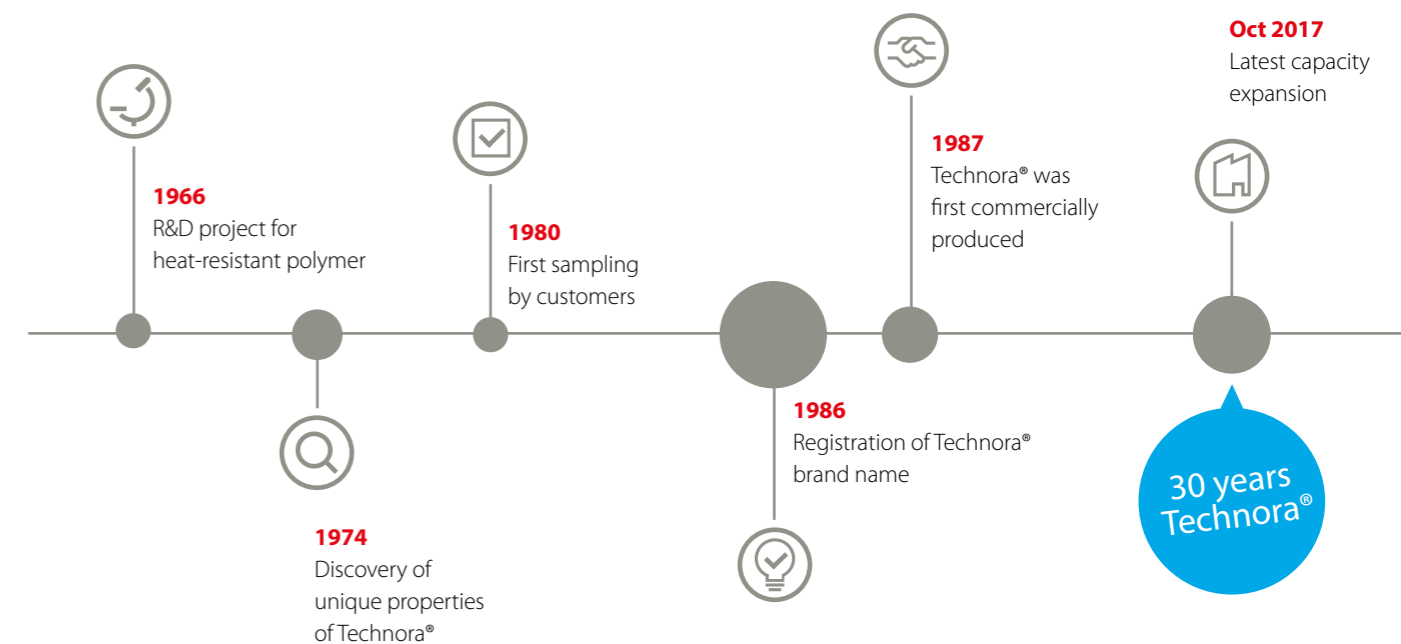 1966
R&D project for
heat-resistant polymer
1974
Discovery of
unique properties
of Technora®
1980
First sampling
by customers
1986
Registration of Technora®
brand name
1987
Technora® was
first commercially
produced
Oct 2017
Latest capacity
expansion
30 years
Technora®